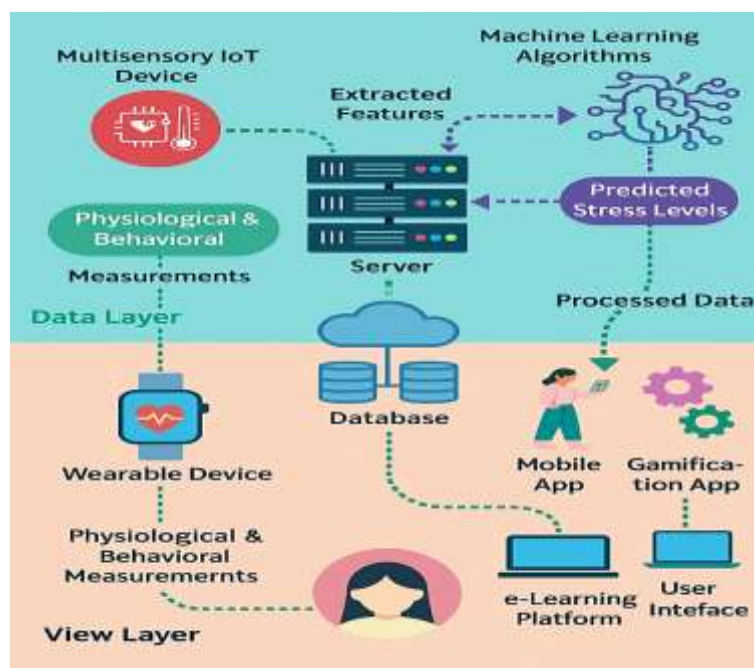 Multisensory IoT
Device
Machine Learning
Algorithms
Extracted
Features
Physiological &
Behavioral
Measurements
Predicted
Stress Levels
Server
Data Layer
Processed Data
Database
Wearable Device
Mobile
App
Gamifica-
tion App
Physiological &
Behavioral
Measuremernts
e-Learning
Platform
User
Inteface
View Layer